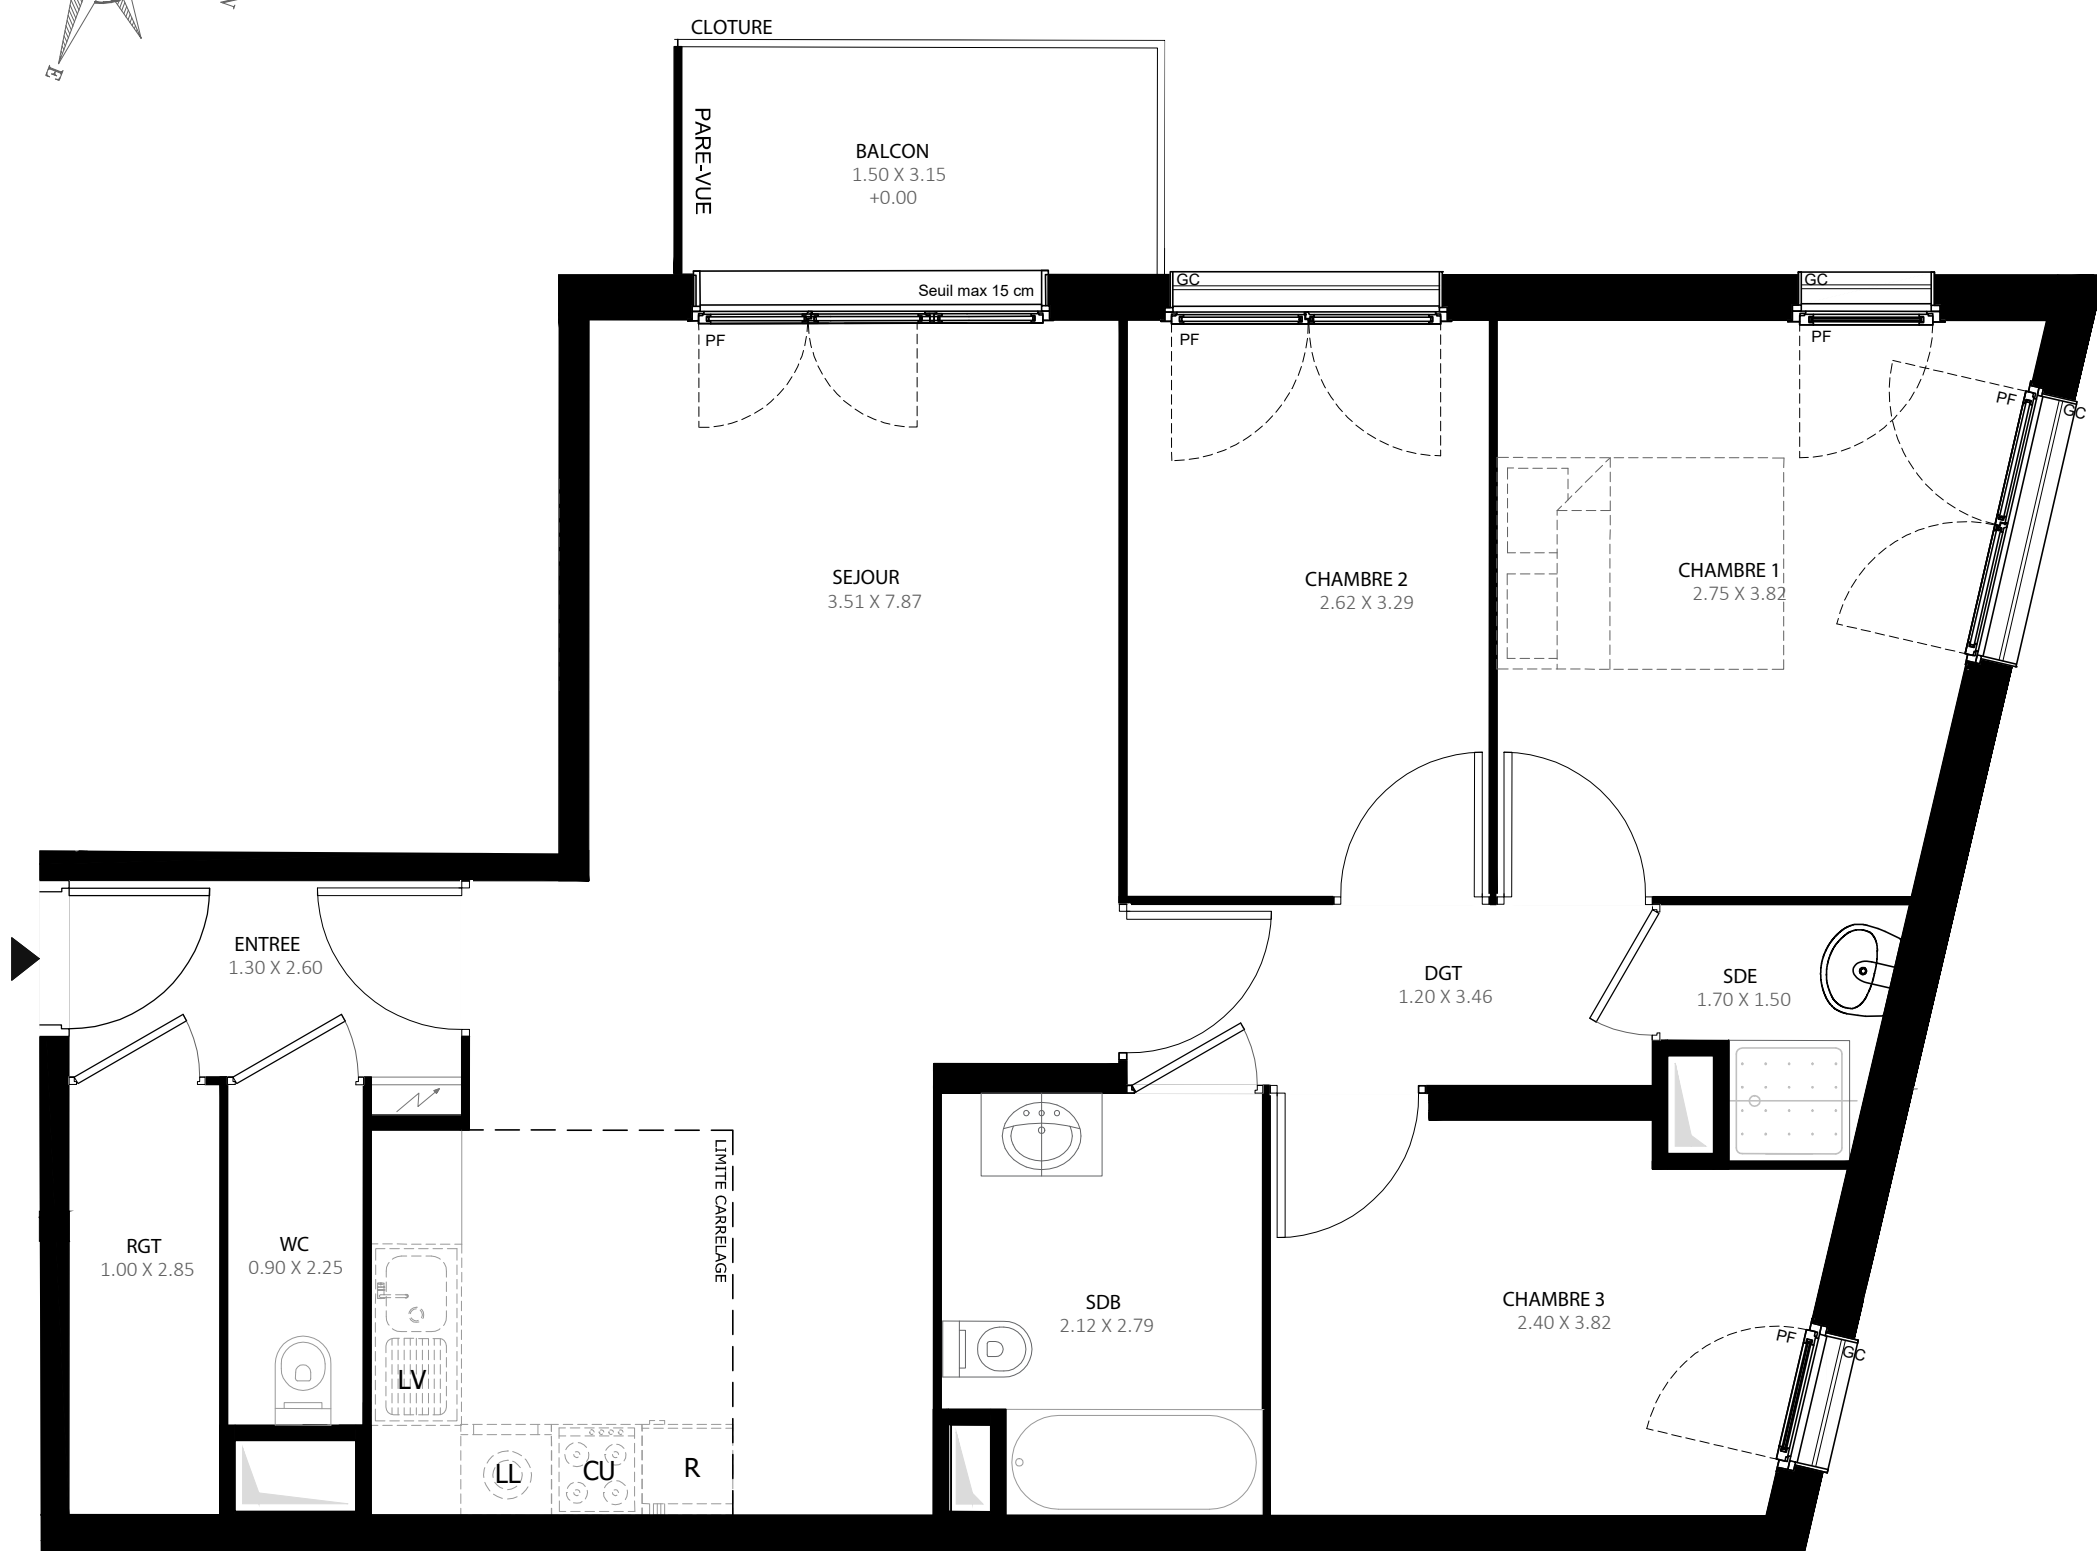 E
CLOTURE
PARE-VUE
BALCON
1.50 X 3.15
+0.00
Seuil max 15 cm
GC
GC
PF
PF
PF
PF
GC
SEJOUR
3.51 X 7.87
CHAMBRE 2
2.62 X 3.29
CHAMBRE 1
2.75 X 3.82
ENTREE
1.30 X 2.60
DGT
1.20 X 3.46
SDE
1.70 X 1.50
LIMITE CARRELAGE
RGT
1.00 X 2.85
WC
0.90 X 2.25
SDB
2.12 X 2.79
CHAMBRE 3
2.40 X 3.82
PF
GC
LV
LL
CU
R